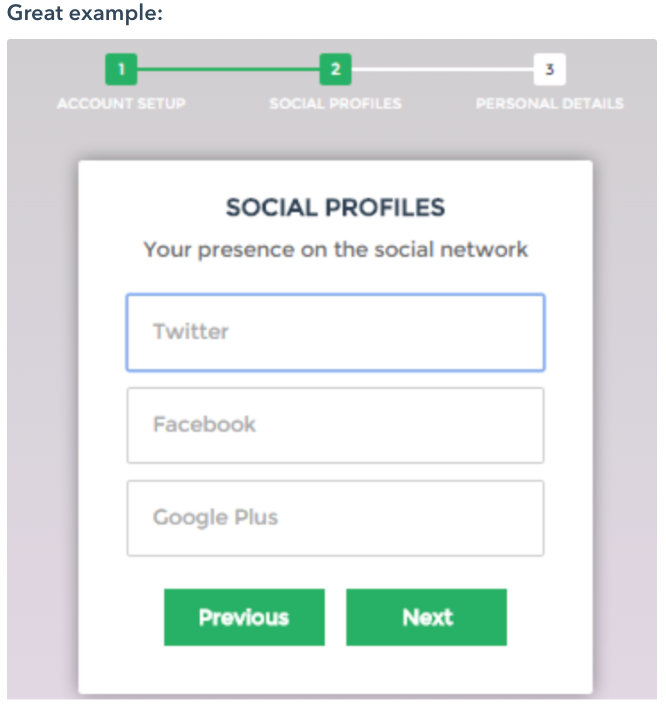 Great example:
1 2 3
ACCOUNT SETUP SOCIAL PROFILES PERSONAL DETAILS
SOCIAL PROFILES
Your presence on the social network
Twitter
Facebook
Google Plus
Previous Next